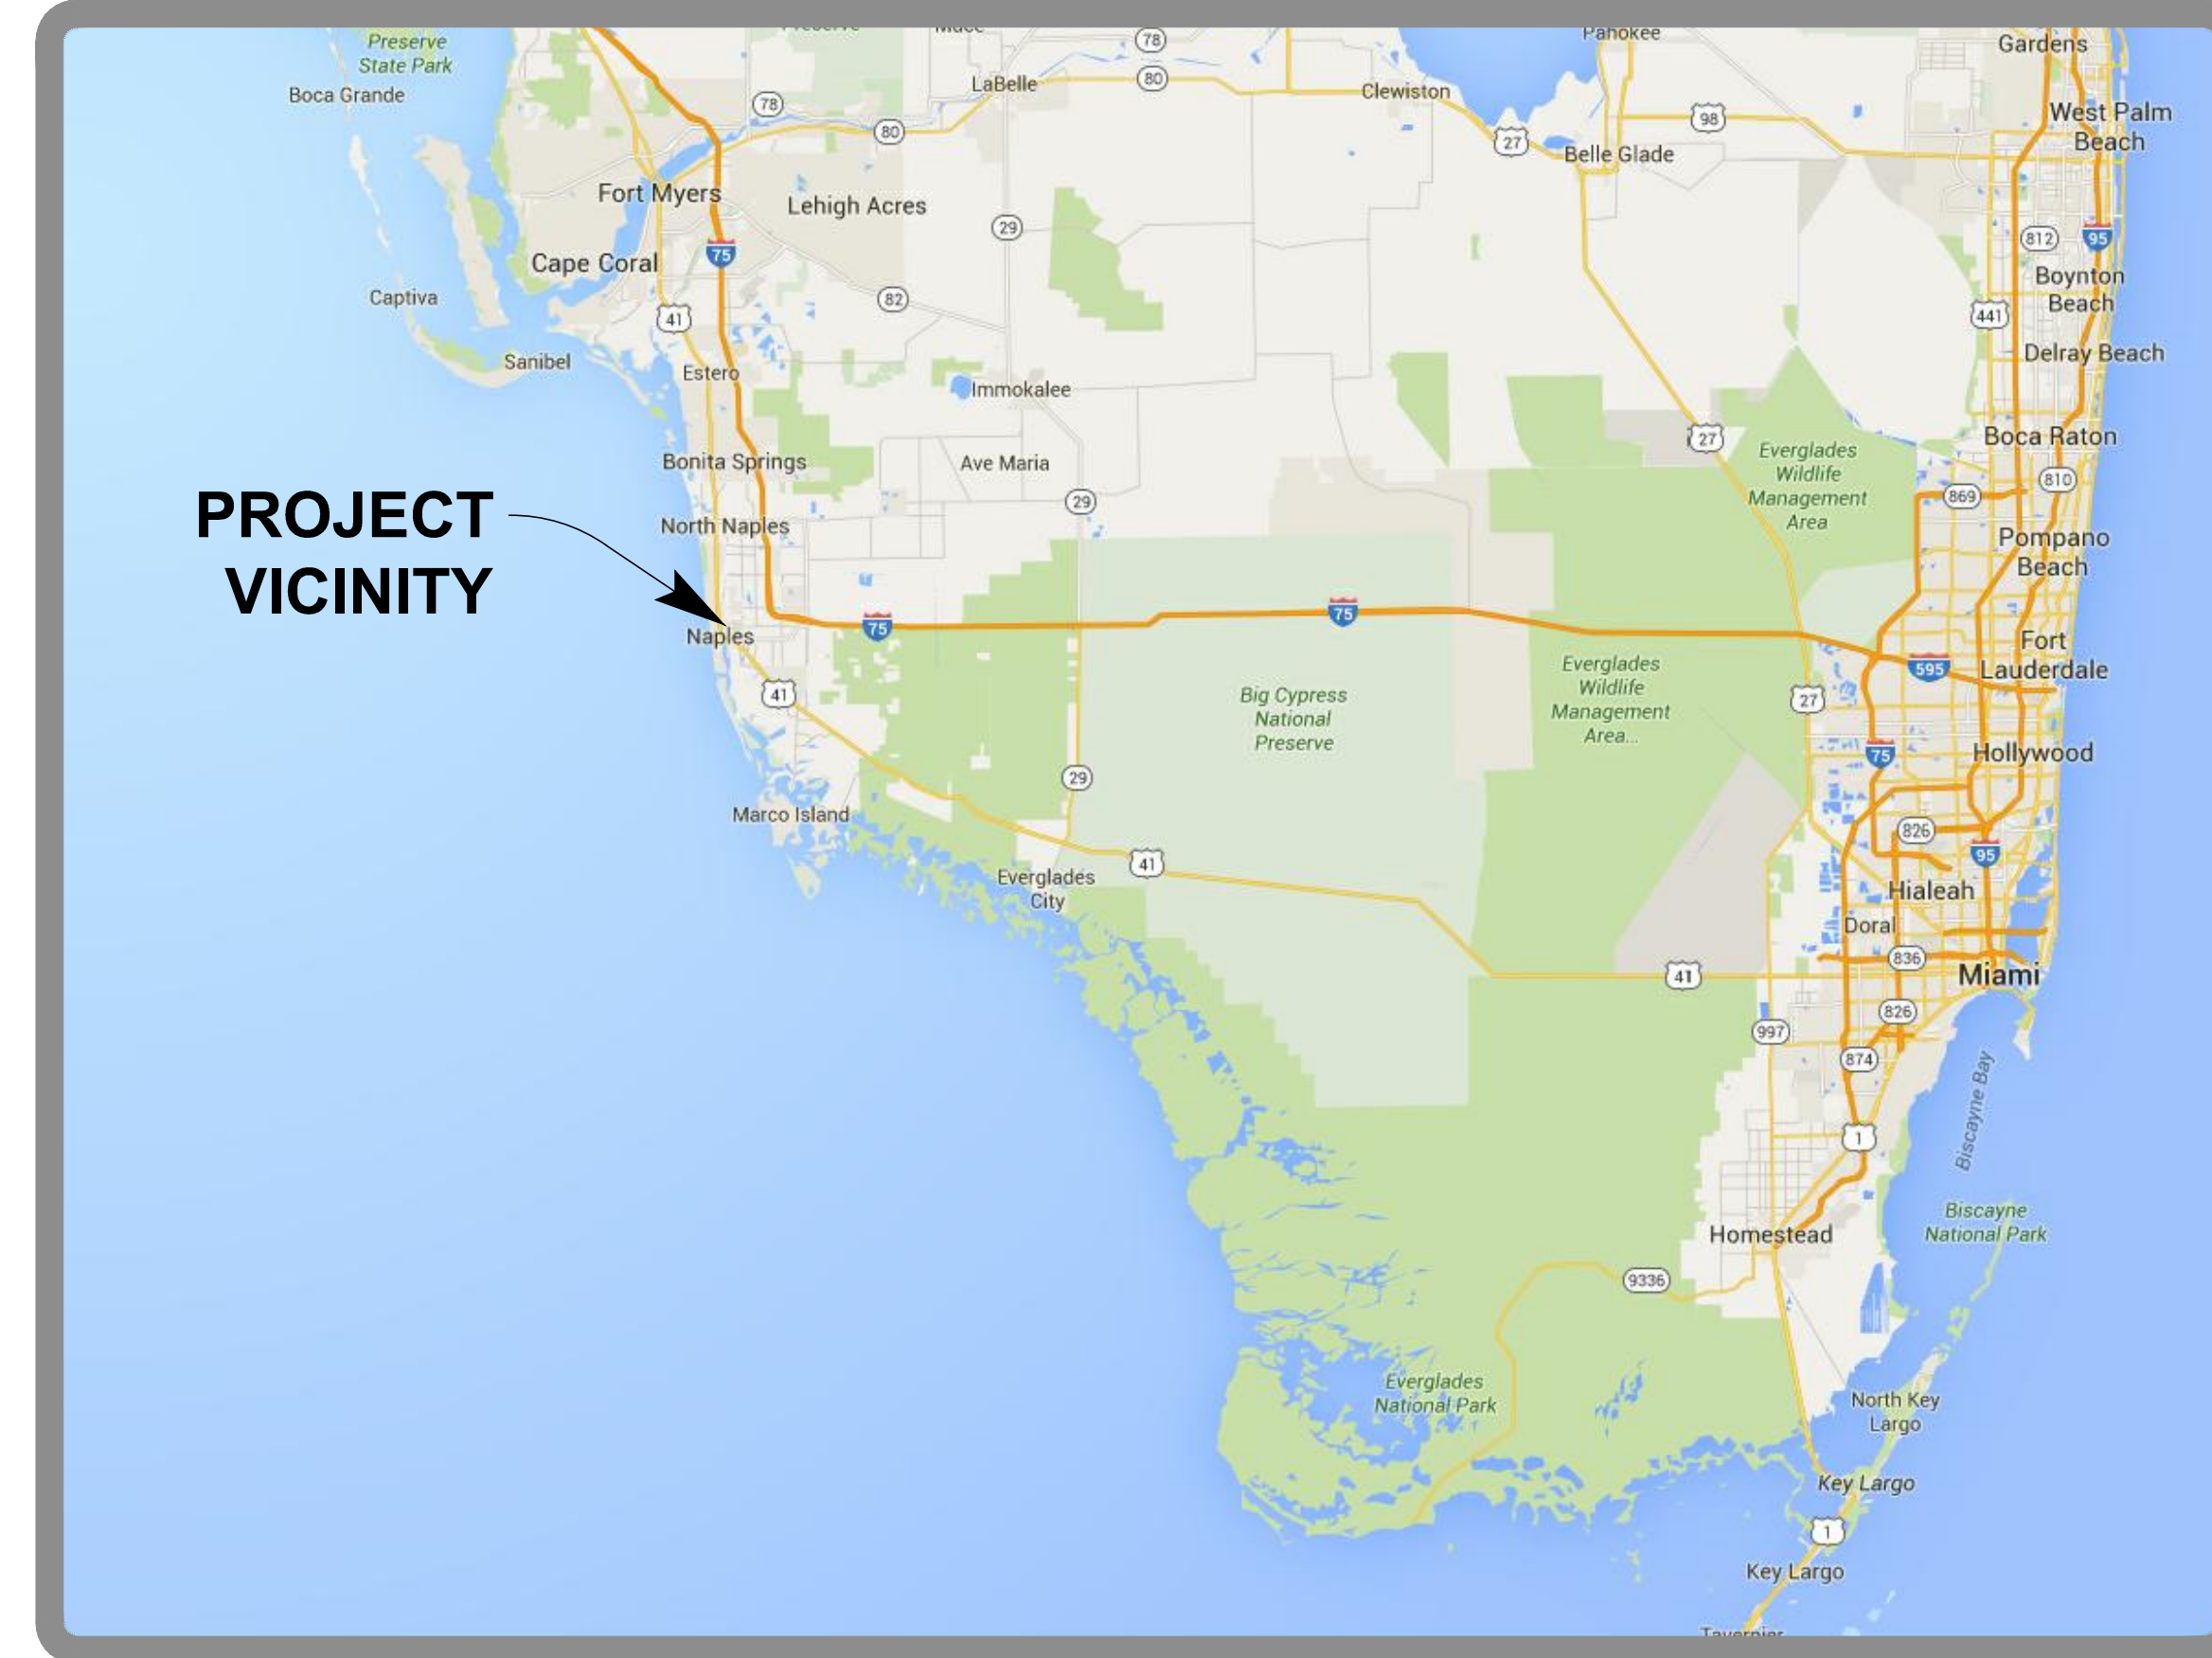 Preserve
State Park
Boca Grande
78
LaBelle
80
78
80
Clewiston
Pahokee
Gardens
West Palm
Beach
98
27
Belle Glade
Fort Myers
Lehigh Acres
29
812
95
75
Cape Coral
Boynton
Beach
Captiva
82
41
441
Sanibel
Estero
Delray Beach
Immokalee
27
Boca Raton
Everglades
Wildlife
Management
Area
Bonita Springs
Ave Maria
810
869
29
PROJECT
VICINITY
North Naples
Pompano
Beach
75
75
Naples
Fort
Lauderdale
595
41
Big Cypress
National
Preserve
Everglades
Wildlife
Management
Area...
27
75
Hollywood
29
Marco Island
826
95
41
Everglades
City
Hialeah
Doral
836
Miami
41
826
997
874
Biscayne Bay
1
Biscayne
National Park
Homestead
9336
Everglades
National Park
North Key
Largo
Key Largo
1
Key Largo
Tavernier